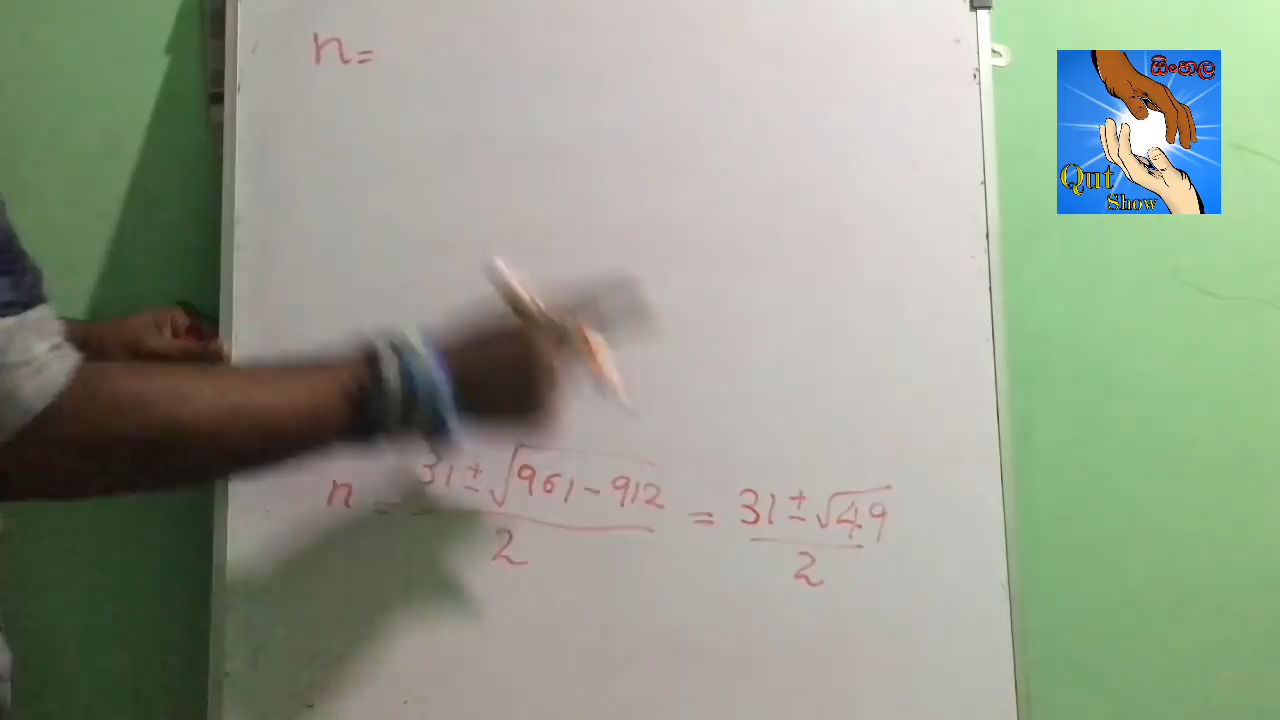 n=
සිංහල
Qut
Show
n = 31 ± √961 - 912 / 2 = 31 ± √49 / 2